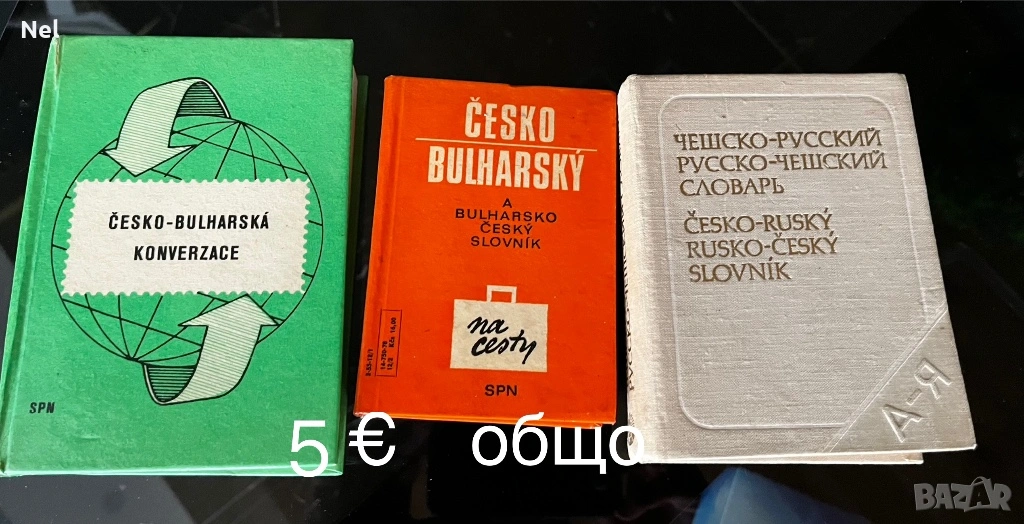 Nel
ČESKO-BULHARSKÁ
KONVERZACE
SPN
ČESKO
BULHARSKÝ
A
BULHARSKO
ČESKÝ
SLOVNÍK
na
cesty
SPN
ЧЕШСКО-РУССКИЙ
РУССКО-ЧЕШСКИЙ
СЛОВАРЬ
ČESKO-RUSKÝ
RUSKO-ČESKÝ
SLOVNÍK
А-Я
5 € общо
BAZAR